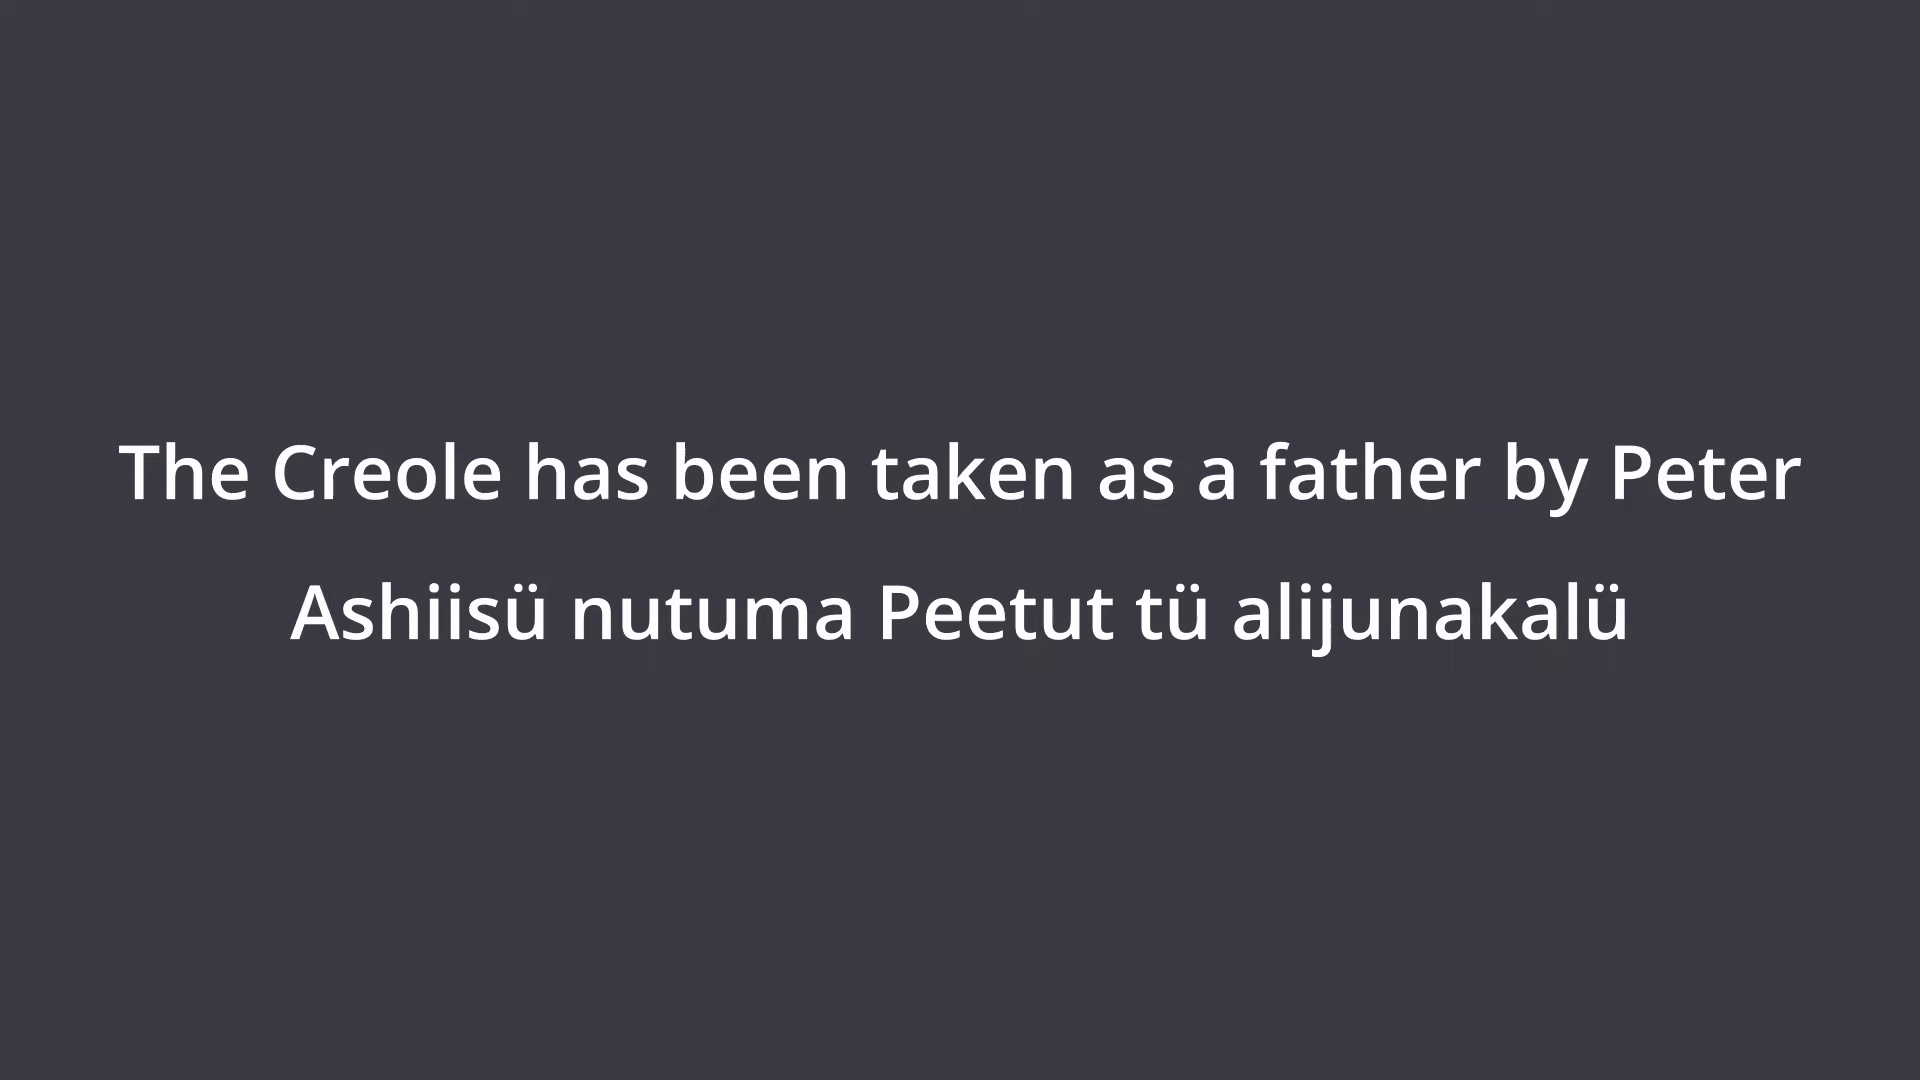 The Creole has been taken as a father by Peter
Ashiisü nutuma Peetut tü alijunakalü